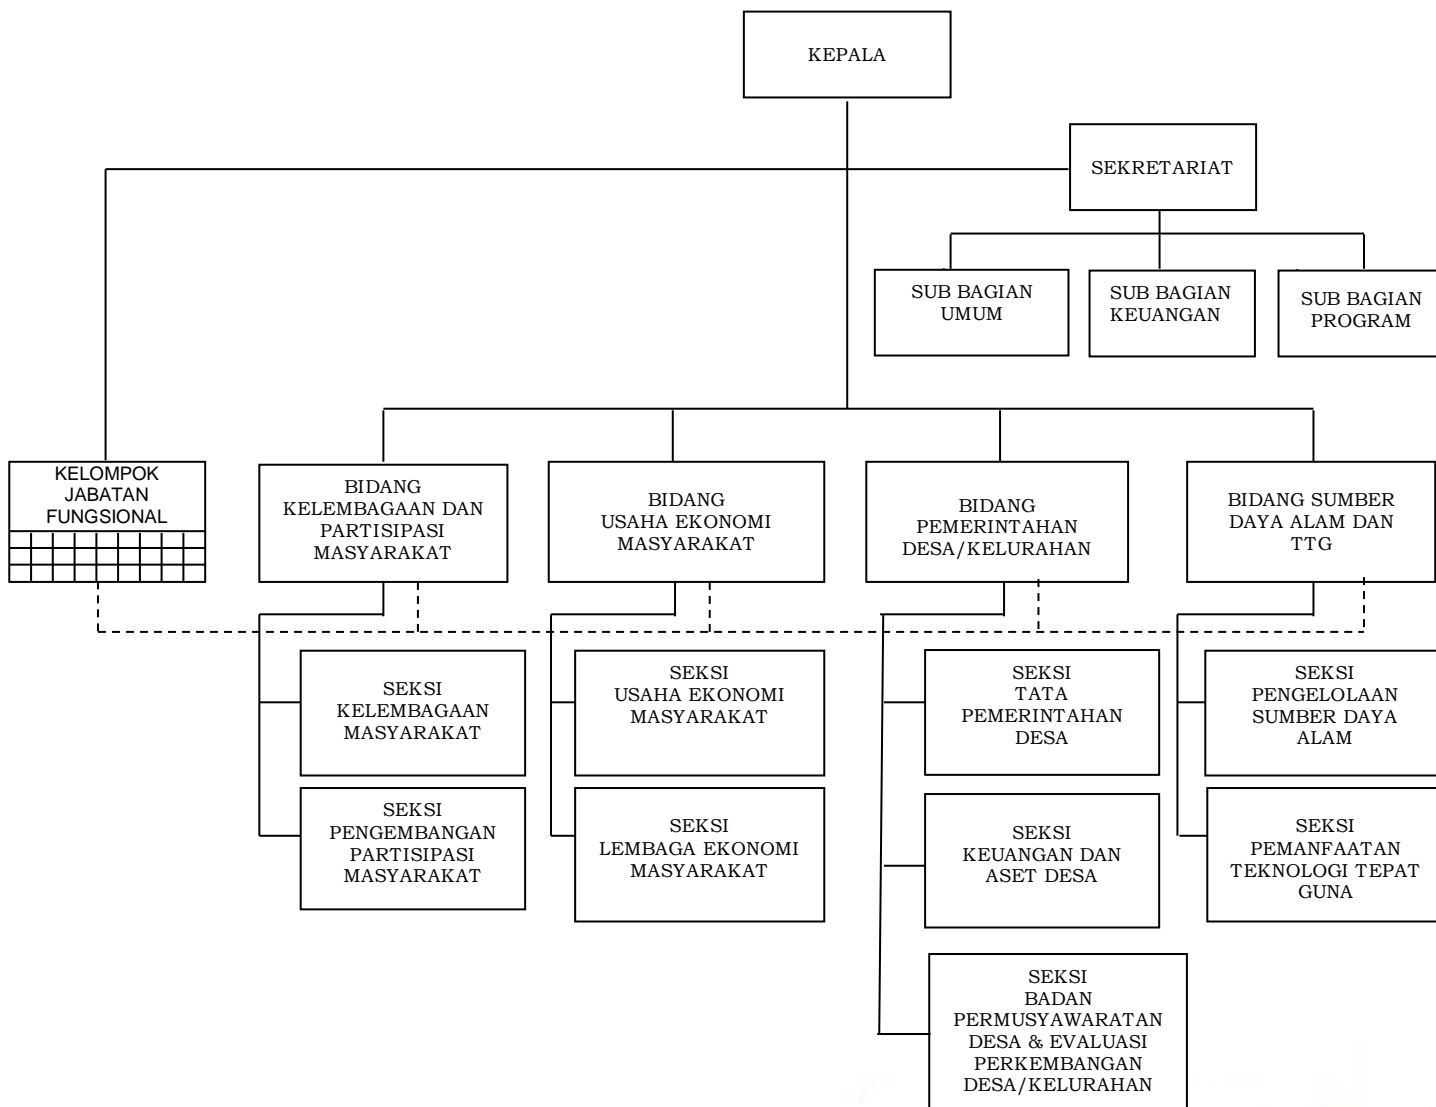 KEPALA
SEKRETARIAT
SUB BAGIAN
UMUM
SUB BAGIAN
KEUANGAN
SUB BAGIAN
PROGRAM
KELOMPOK
JABATAN
FUNGSIONAL
BIDANG
KELEMBAGAAN DAN
PARTISIPASI
MASYARAKAT
BIDANG
USAHA EKONOMI
MASYARAKAT
BIDANG
PEMERINTAHAN
DESA/KELURAHAN
BIDANG SUMBER
DAYA ALAM DAN
TTG
SEKSI
KELEMBAGAAN
MASYARAKAT
SEKSI
USAHA EKONOMI
MASYARAKAT
SEKSI
TATA
PEMERINTAHAN
DESA
SEKSI
PENGELOLAAN
SUMBER DAYA
ALAM
SEKSI
PENGEMBANGAN
PARTISIPASI
MASYARAKAT
SEKSI
LEMBAGA EKONOMI
MASYARAKAT
SEKSI
KEUANGAN DAN
ASET DESA
SEKSI
PEMANFAATAN
TEKNOLOGI TEPAT
GUNA
SEKSI
BADAN
PERMUSYAWARATAN
DESA & EVALUASI
PERKEMBANGAN
DESA/KELURAHAN